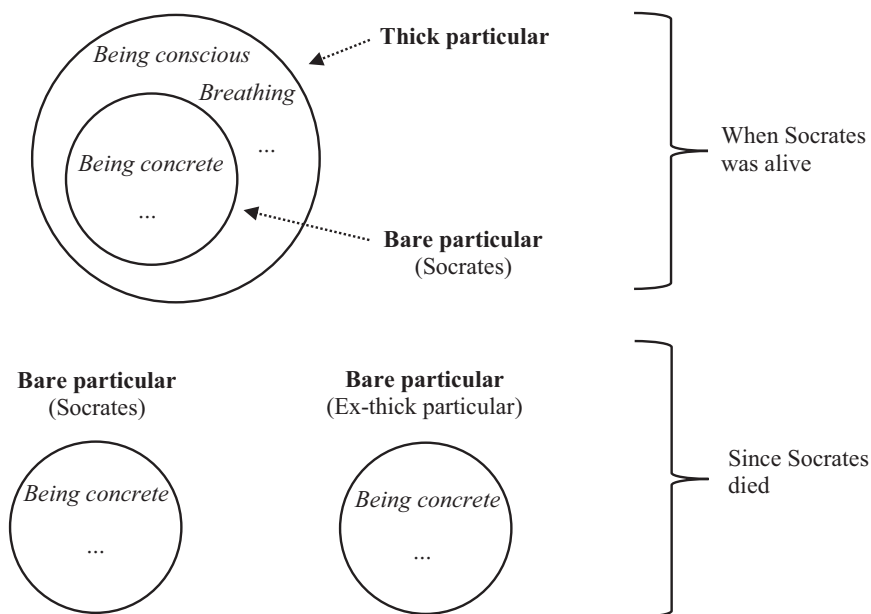 Being conscious
Thick particular
Breathing
...
Being concrete
...
When Socrates
was alive
Bare particular
(Socrates)
Bare particular
(Socrates)
Bare particular
(Ex-thick particular)
Being concrete
...
Being concrete
...
Since Socrates
died